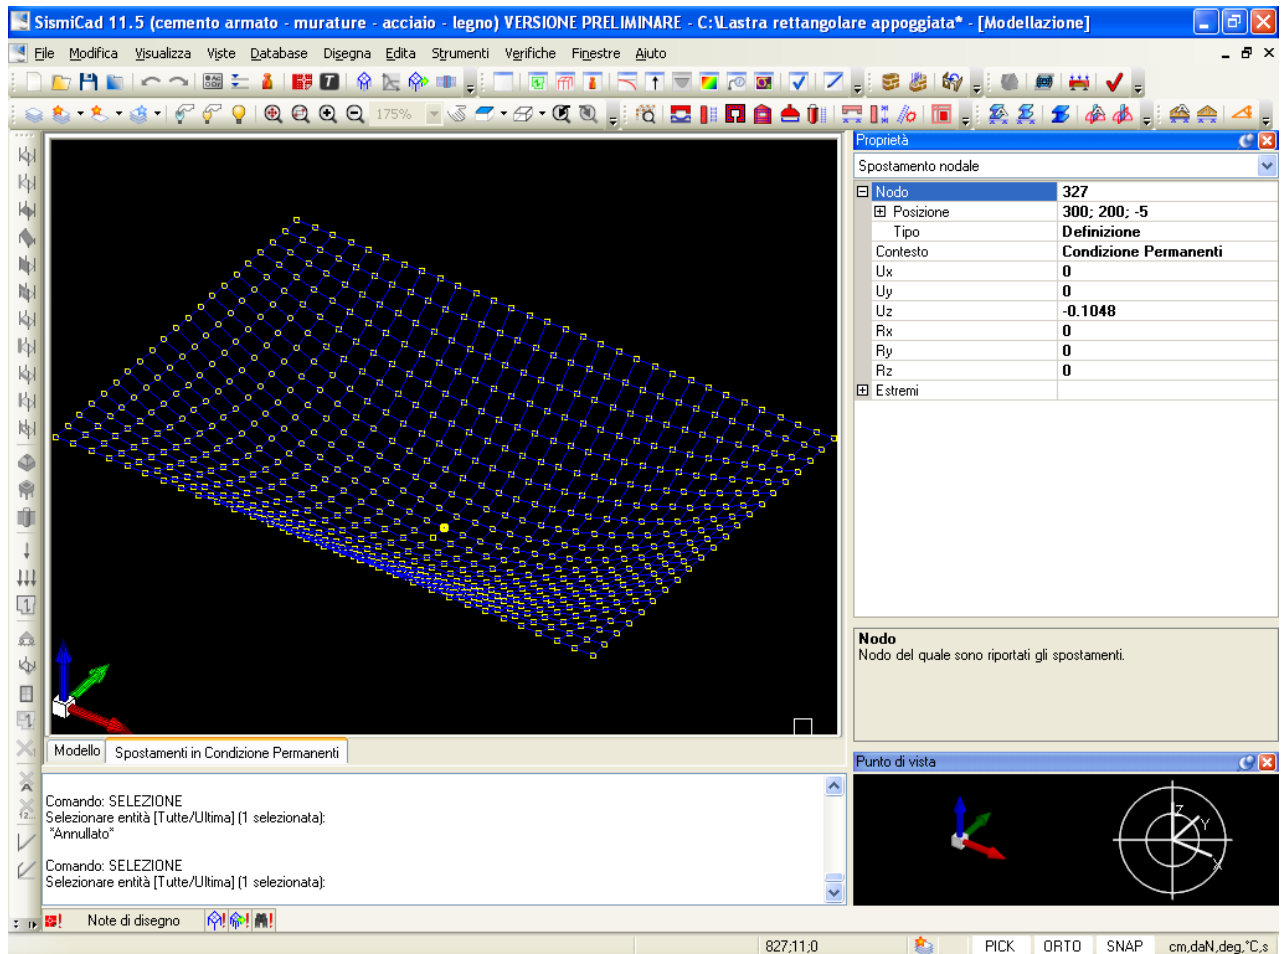 SismiCad 11.5 (cemento armato - murature - acciaio - legno) VERSIONE PRELIMINARE - C:\Lastra rettangolare appoggiata* - [Modellazione]
File Modifica Visualizza Viste Database Disegna Edita Strumenti Verifiche Finestre Aiuto
175%
Proprietà
Spostamento nodale
Nodo 327
Posizione 300; 200; -5
Tipo Definizione
Contesto Condizione Permanenti
Ux 0
Uy 0
Uz -0.1048
Rx 0
Ry 0
Rz 0
Estremi
Nodo
Nodo del quale sono riportati gli spostamenti.
Modello Spostamenti in Condizione Permanenti
Punto di vista
Z
Y
X
Comando: SELEZIONE
Selezionare entità [Tutte/Ultima] (1 selezionata):
*Annullato*
Comando: SELEZIONE
Selezionare entità [Tutte/Ultima] (1 selezionata):
Note di disegno
827;11;0 PICK ORTO SNAP cm,daN,deg,°C,s